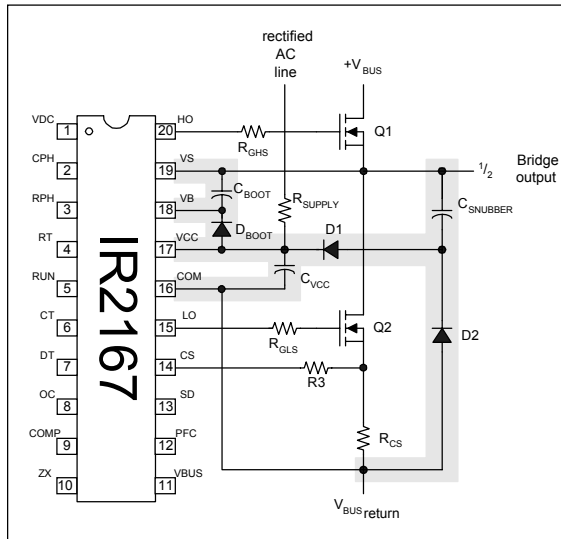 rectified
AC
line
+VBUS
VDC
1
CPH
2
RPH
3
RT
4
RUN
5
CT
6
DT
7
OC
8
COMP
9
ZX
10
IR2167
HO
20
VS
19
VB
18
VCC
17
COM
16
LO
15
CS
14
SD
13
PFC
12
VBUS
11
RGHS
Q1
CBOOT
DBOOT
RSUPPLY
D1
CVCC
1/2
Bridge
output
CSNUBBER
Q2
RGLS
R3
D2
RCS
VBUS return